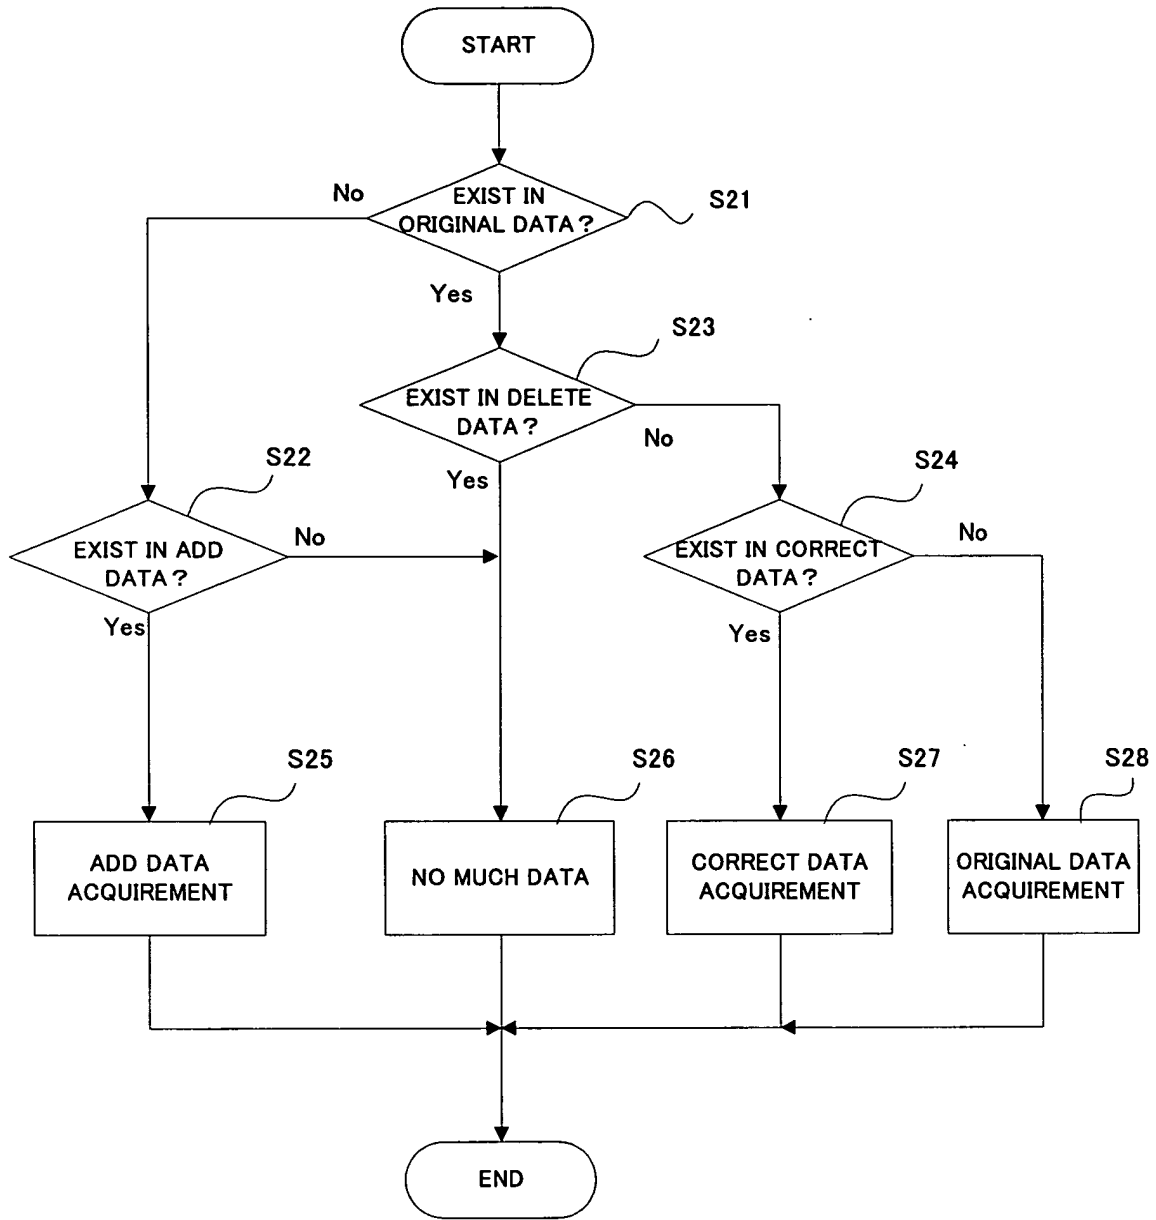 START
No
EXIST IN
ORIGINAL DATA?
S21
Yes
S23
EXIST IN DELETE
DATA?
No
Yes
S22
S24
EXIST IN ADD
DATA?
No
EXIST IN CORRECT
DATA?
No
Yes
Yes
S25
S26
S27
S28
ADD DATA
ACQUIREMENT
NO MUCH DATA
CORRECT DATA
ACQUIREMENT
ORIGINAL DATA
ACQUIREMENT
END